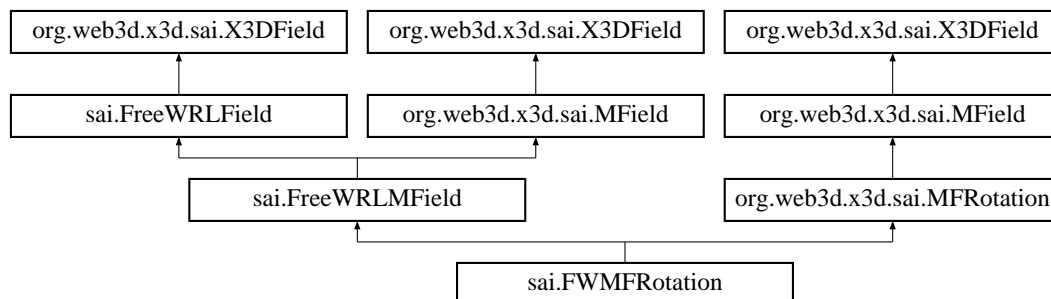 org.web3d.x3d.sai.X3DField
org.web3d.x3d.sai.X3DField
org.web3d.x3d.sai.X3DField
sai.FreeWRLField
org.web3d.x3d.sai.MField
org.web3d.x3d.sai.MField
sai.FreeWRLMField
org.web3d.x3d.sai.MFRotation
sai.FWMFRotation